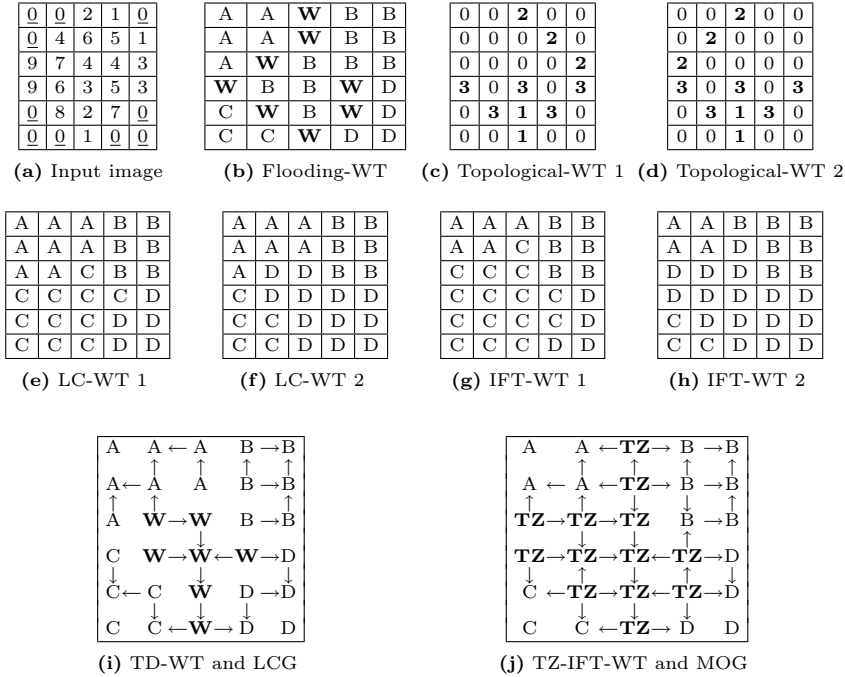 0 0 2 1 0 A A W B B 0 0 2 0 0 0 0 2 0 0
0 4 6 5 1 A A W B B 0 0 0 2 0 0 2 0 0 0
9 7 4 4 3 A W B B B 0 0 0 0 2 2 0 0 0 0
9 6 3 5 3 W B B W D 3 0 3 0 3 3 0 3 0 3
0 8 2 7 0 C W B W D 0 3 1 3 0 0 3 1 3 0
0 0 1 0 0 C C W D D 0 0 1 0 0 0 0 1 0 0
(a) Input image (b) Flooding-WT (c) Topological-WT 1 (d) Topological-WT 2
A A A B B A A A B B A A A B B A A B B B
A A A B B A A A B B A A C B B A A D B B
A A C B B A D D B B C C C B B D D D B B
C C C C D C D D D D C C C C D D D D D D
C C C D D C C D D D C C C D D C D D D D
C C C D D C C D D D C C C D D C C D D D
(e) LC-WT 1 (f) LC-WT 2 (g) IFT-WT 1 (h) IFT-WT 2
A A ← A B → B A A ← TZ → B → B
↑ ↑ ↑ ↑ ↑ ↑ ↑
A ← A A B → B A ← A TZ → B → B
↑ ↑ ↑ ↑ ↑ ↓ ↓ ↑
A W → W B → B TZ → TZ → TZ B → B
↓ ↓ ↓ ↑
C W → W ← W → D TZ → TZ → TZ ← TZ → D
↓ ↓ ↓ ↓ ↑ ↓ ↑ ↓
C ← C W D → D C ← TZ → TZ ← TZ → D
↓ ↓ ↓ ↓ ↓ ↓
C C ← W → D D C C ← TZ → D D
(i) TD-WT and LCG (j) TZ-IFT-WT and MOG